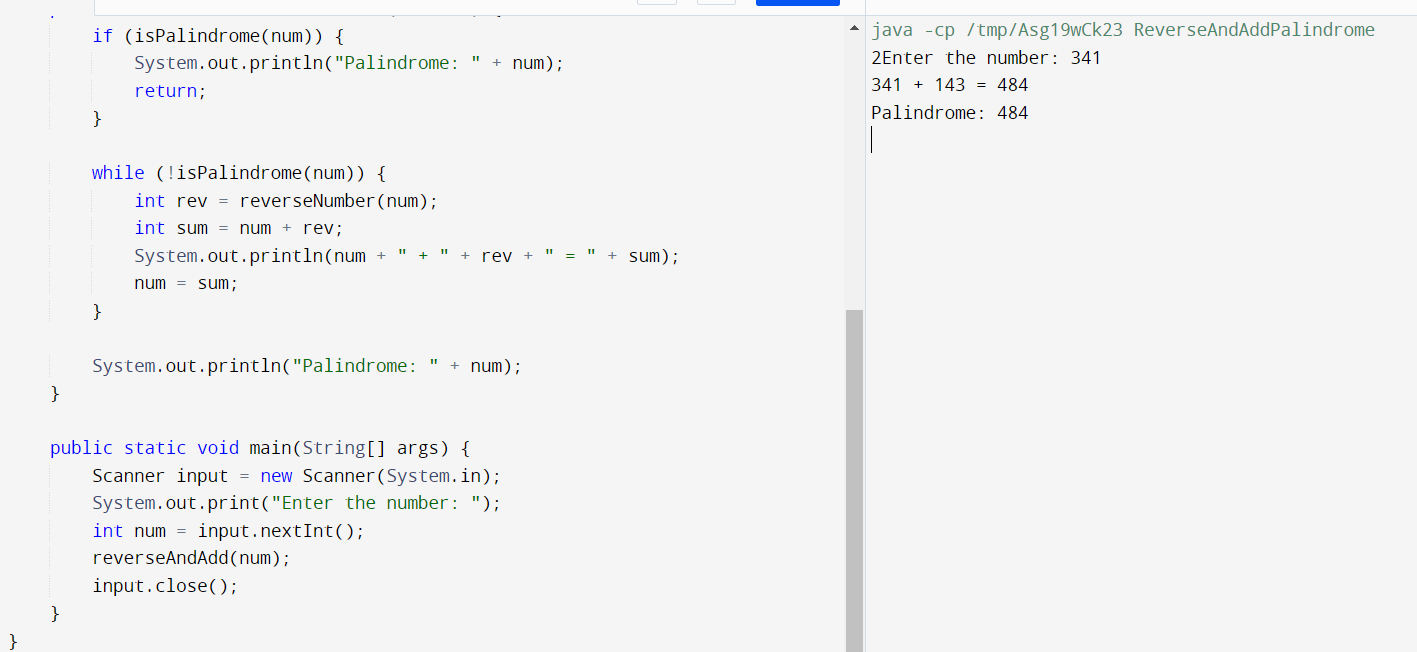 if (isPalindrome(num)) {
System.out.println("Palindrome: " + num);
return;
}
while (!isPalindrome(num)) {
int rev = reverseNumber(num);
int sum = num + rev;
System.out.println(num + " + " + rev + " = " + sum);
num = sum;
}
System.out.println("Palindrome: " + num);
}
public static void main(String[] args) {
Scanner input = new Scanner(System.in);
System.out.print("Enter the number: ");
int num = input.nextInt();
reverseAndAdd(num);
input.close();
}
}
java -cp /tmp/Asg19wCk23 ReverseAndAddPalindrome
2Enter the number: 341
341 + 143 = 484
Palindrome: 484